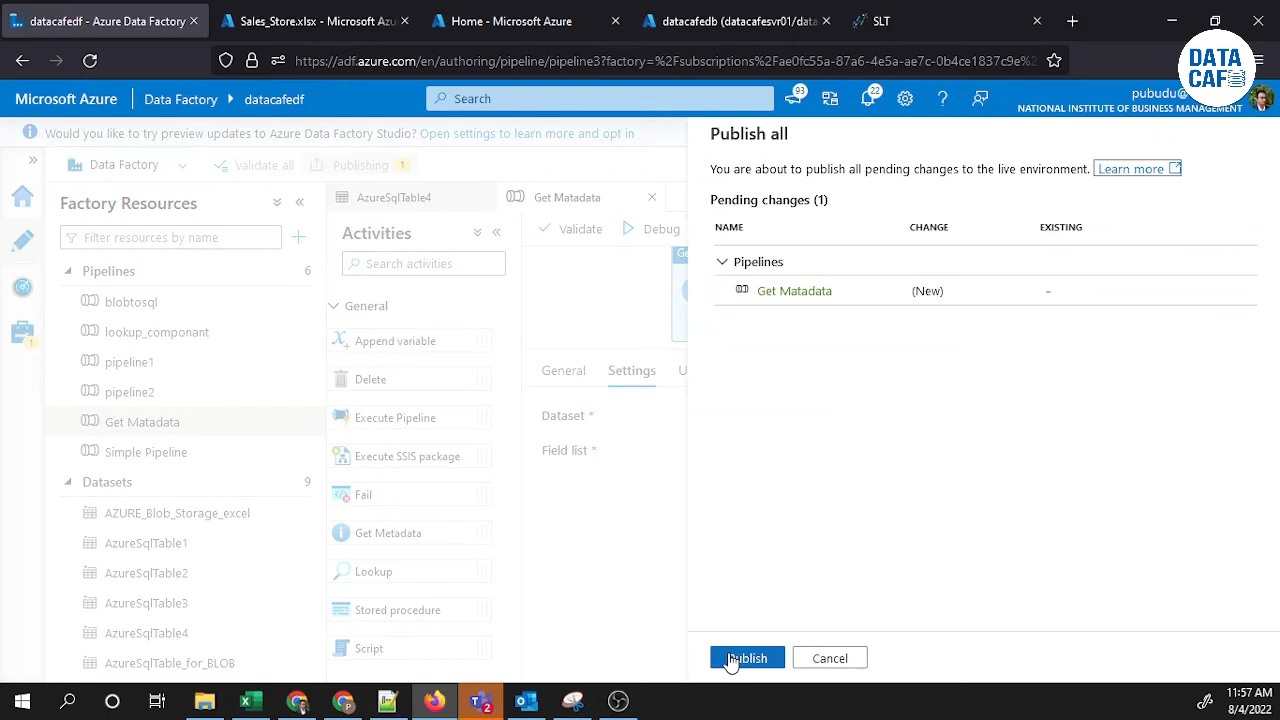 datacafedf - Azure Data Factory
Sales_Store.xlsx - Microsoft Azu
Home - Microsoft Azure
datacafedb (datacafesvr01/datac
SLT
https://adf.azure.com/en/authoring/pipeline/pipeline3?factory=%2Fsubscriptions%2Fae0fc55a-87a6-4e5a-ae7c-0b4ce1837c9e%2
DATA
CAFE
Microsoft Azure
Data Factory
datacafedf
Search
93
22
pubudu@
NATIONAL INSTITUTE OF BUSINESS MANAGEMENT
Would you like to try preview updates to Azure Data Factory Studio? Open settings to learn more and opt in
Data Factory
Validate all
Publishing
1
Factory Resources
Filter resources by name
Pipelines
6
blobtosql
lookup_componant
pipeline1
pipeline2
Get Matadata
Simple Pipeline
Datasets
9
AZURE_Blob_Storage_excel
AzureSqlTable1
AzureSqlTable2
AzureSqlTable3
AzureSqlTable4
AzureSqlTable_for_BLOB
1
AzureSqlTable4
Get Matadata
Activities
Search activities
General
Append variable
Delete
Execute Pipeline
Execute SSIS package
Fail
Get Metadata
Lookup
Stored procedure
Script
Validate
Debug
Ge
General
Settings
U
Dataset *
Field list *
Publish all
You are about to publish all pending changes to the live environment. Learn more
Pending changes (1)
NAME CHANGE EXISTING
Pipelines
Get Matadata (New) -
Publish
Cancel
2
11:57 AM
8/4/2022